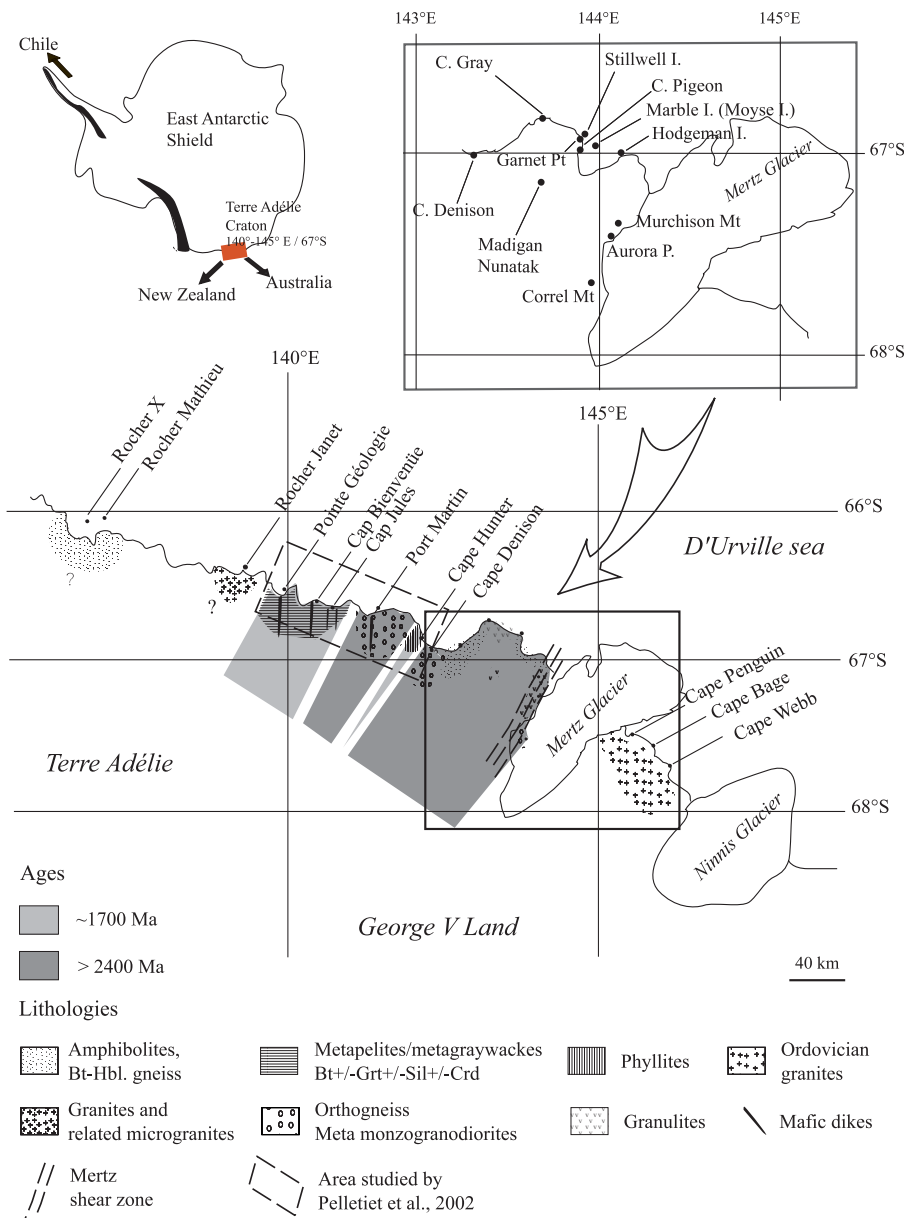 Chile
East Antarctic
Shield
Terre Adélie
Craton
140°-145° E / 67°S
New Zealand
Australia
143°E
144°E
145°E
C. Gray
Stillwell I.
C. Pigeon
Marble I. (Moyse I.)
Hodgeman I.
Garnet Pt
67°S
Mertz Glacier
C. Denison
Madigan
Nunatak
Murchison Mt
Aurora P.
Correl Mt
68°S
140°E
145°E
Rocher X
Rocher Mathieu
Rocher Janet
Pointe Géologie
Cap Bienvenüe
Cap Jules
Port Martin
Cape Hunter
Cape Denison
66°S
D'Urville sea
?
?
67°S
Cape Penguin
Cape Bage
Cape Webb
Mertz Glacier
Terre Adélie
68°S
Ninnis Glacier
George V Land
40 km
Ages
~1700 Ma
> 2400 Ma
Lithologies
Amphibolites,
Bt-Hbl. gneiss
Metapelites/metagraywackes
Bt+/-Grt+/-Sil+/-Crd
Phyllites
Ordovician
granites
Granites and
related microgranites
Orthogneiss
Meta monzogranodiorites
Granulites
Mafic dikes
Mertz
shear zone
Area studied by
Pelletiet et al., 2002